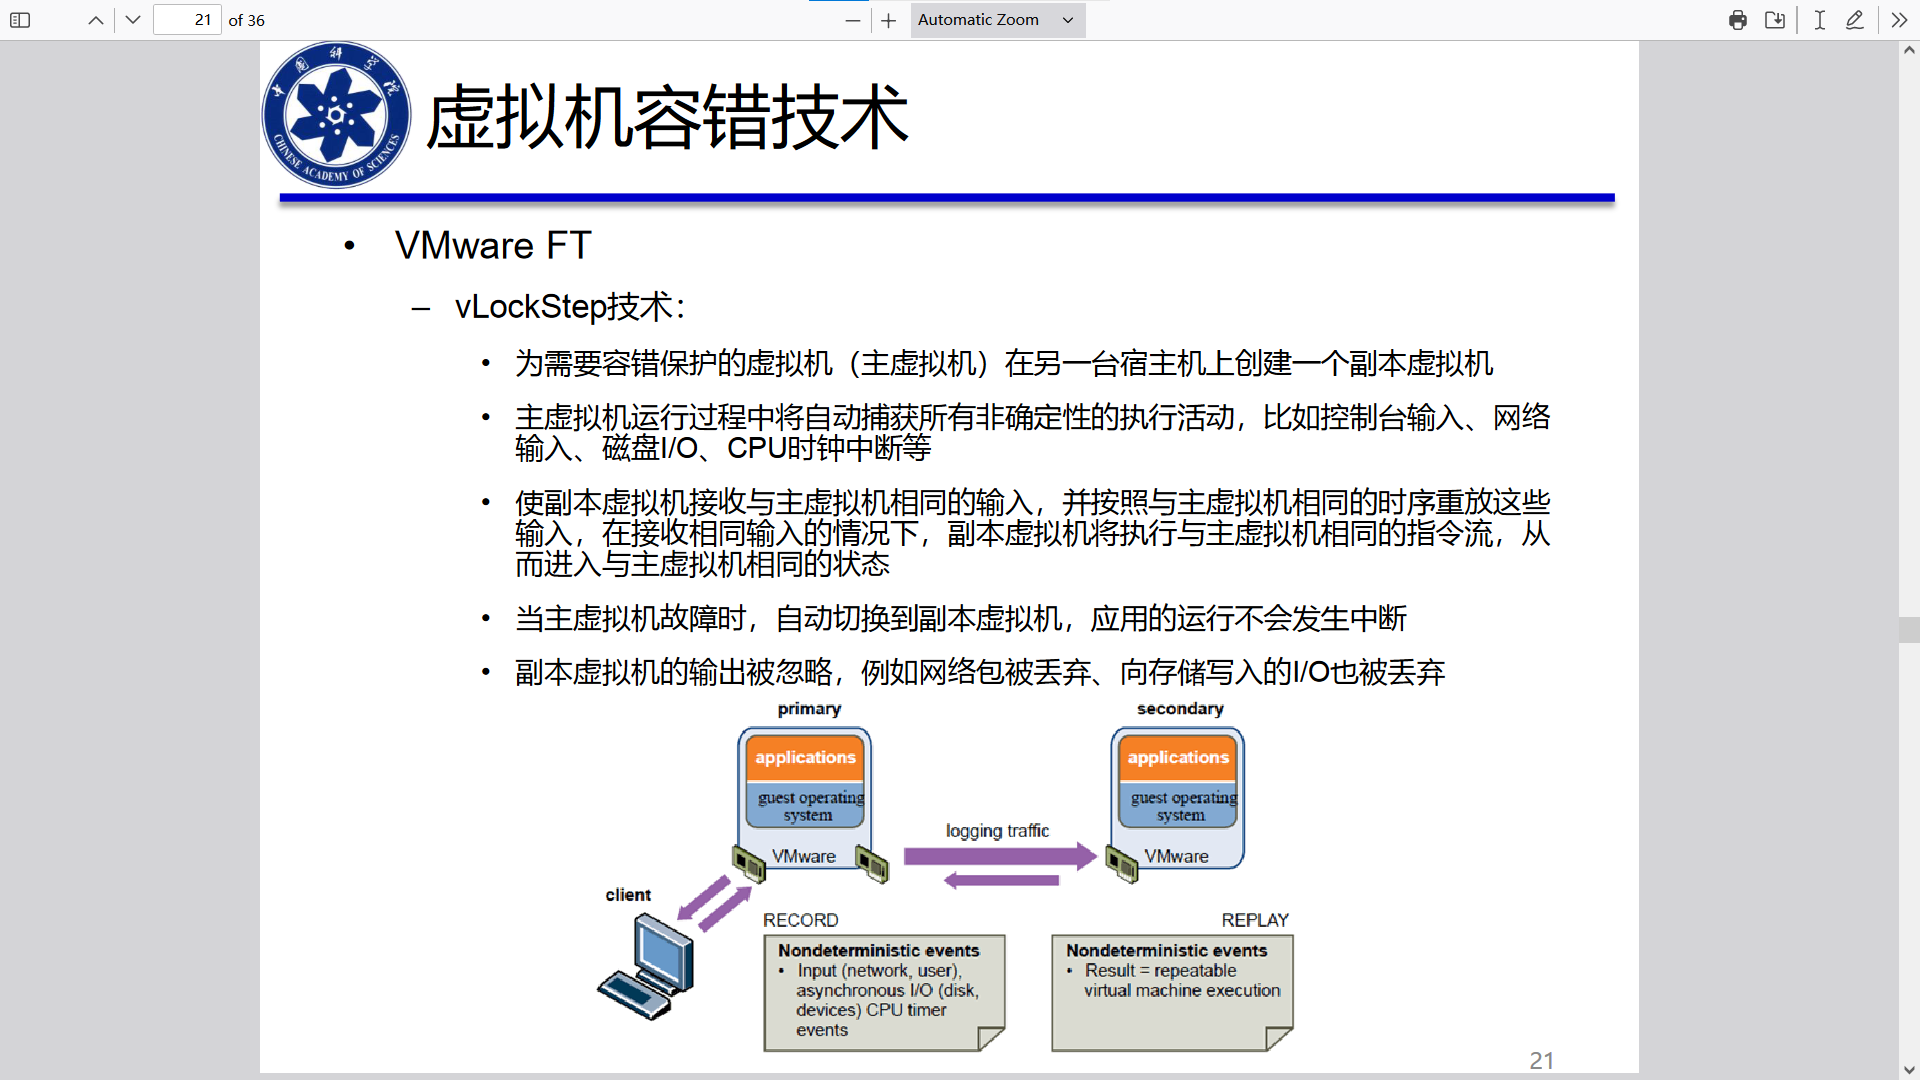 21 of 36
Automatic Zoom
中国科学院
CHINESE ACADEMY OF SCIENCES
虚拟机容错技术
• VMware FT
– vLockStep技术：
• 为需要容错保护的虚拟机（主虚拟机）在另一台宿主机上创建一个副本虚拟机
• 主虚拟机运行过程中将自动捕获所有非确定性的执行活动，比如控制台输入、网络
输入、磁盘I/O、CPU时钟中断等
• 使副本虚拟机接收与主虚拟机相同的输入，并按照与主虚拟机相同的时序重放这些
输入，在接收相同输入的情况下，副本虚拟机将执行与主虚拟机相同的指令流，从
而进入与主虚拟机相同的状态
• 当主虚拟机故障时，自动切换到副本虚拟机，应用的运行不会发生中断
• 副本虚拟机的输出被忽略，例如网络包被丢弃、向存储写入的I/O也被丢弃
primary
applications
guest operating
system
VMware
secondary
applications
guest operating
system
VMware
logging traffic
client
RECORD
Nondeterministic events
• Input (network, user),
asynchronous I/O (disk,
devices) CPU timer
events
REPLAY
Nondeterministic events
• Result = repeatable
virtual machine execution
21